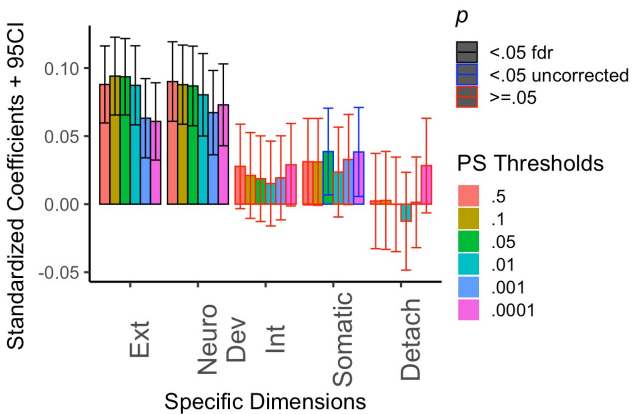 Standardized Coefficients + 95CI
0.10
0.05
0.00
-0.05
Ext
Neuro
Dev
Int
Somatic
Detach
Specific Dimensions
p
<.05 fdr
<.05 uncorrected
>=.05
PS Thresholds
.5
.1
.05
.01
.001
.0001